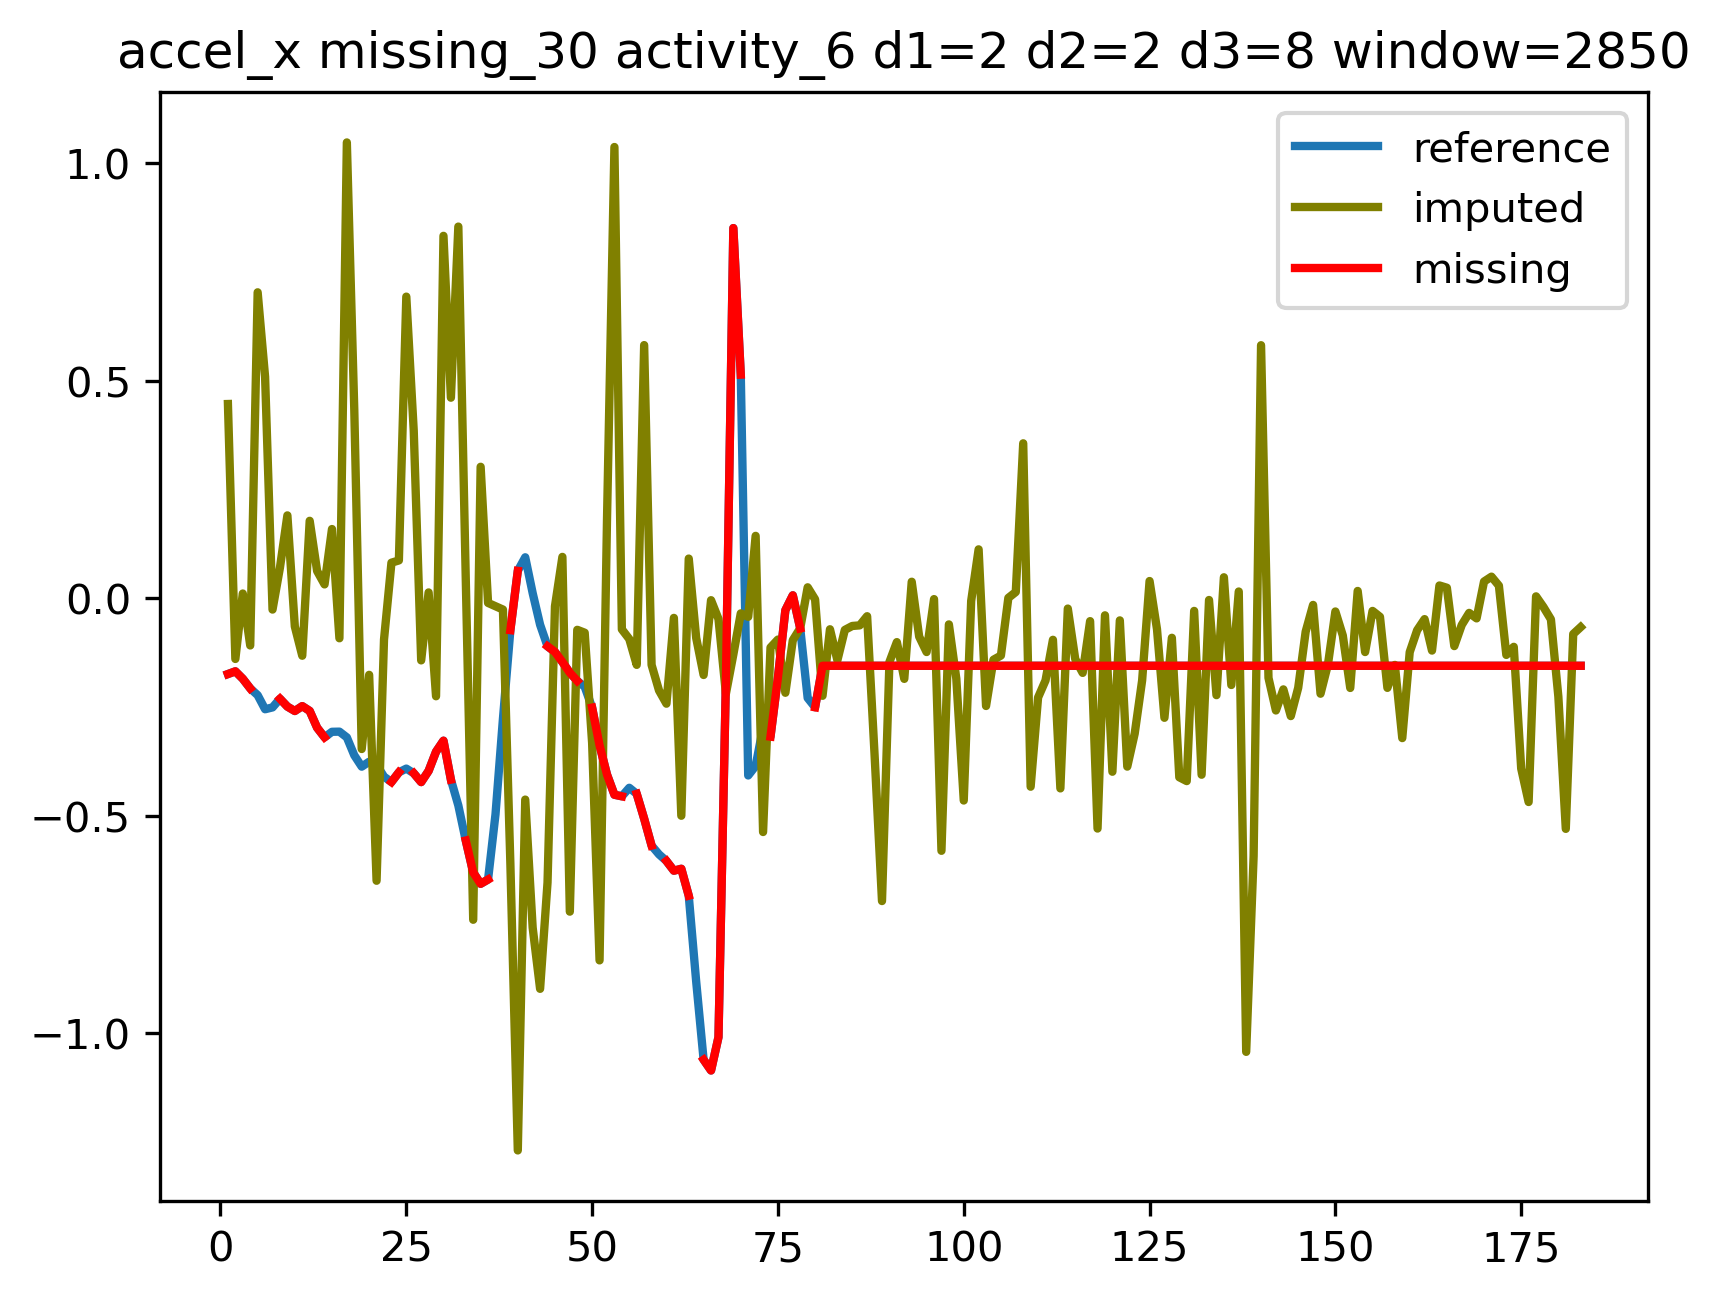 accel_x missing_30 activity_6 d1=2 d2=2 d3=8 window=2850
reference
imputed
missing
1.0
0.5
0.0
−0.5
−1.0
0 25 50 75 100 125 150 175